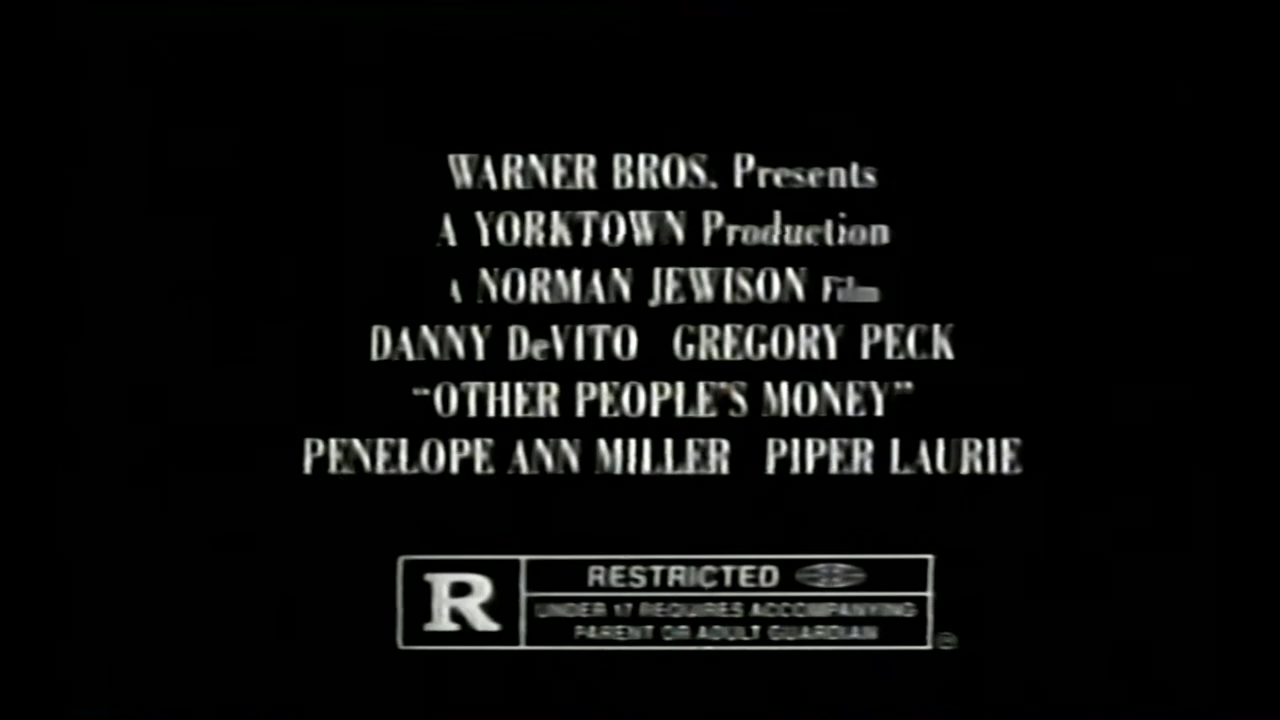 WARNER BROS. Presents
A YORKTOWN Production
A NORMAN JEWISON Film
DANNY DeVITO GREGORY PECK
"OTHER PEOPLE'S MONEY"
PENELOPE ANN MILLER PIPER LAURIE
R
RESTRICTED
UNDER 17 REQUIRES ACCOMPANYING
PARENT OR ADULT GUARDIAN
®